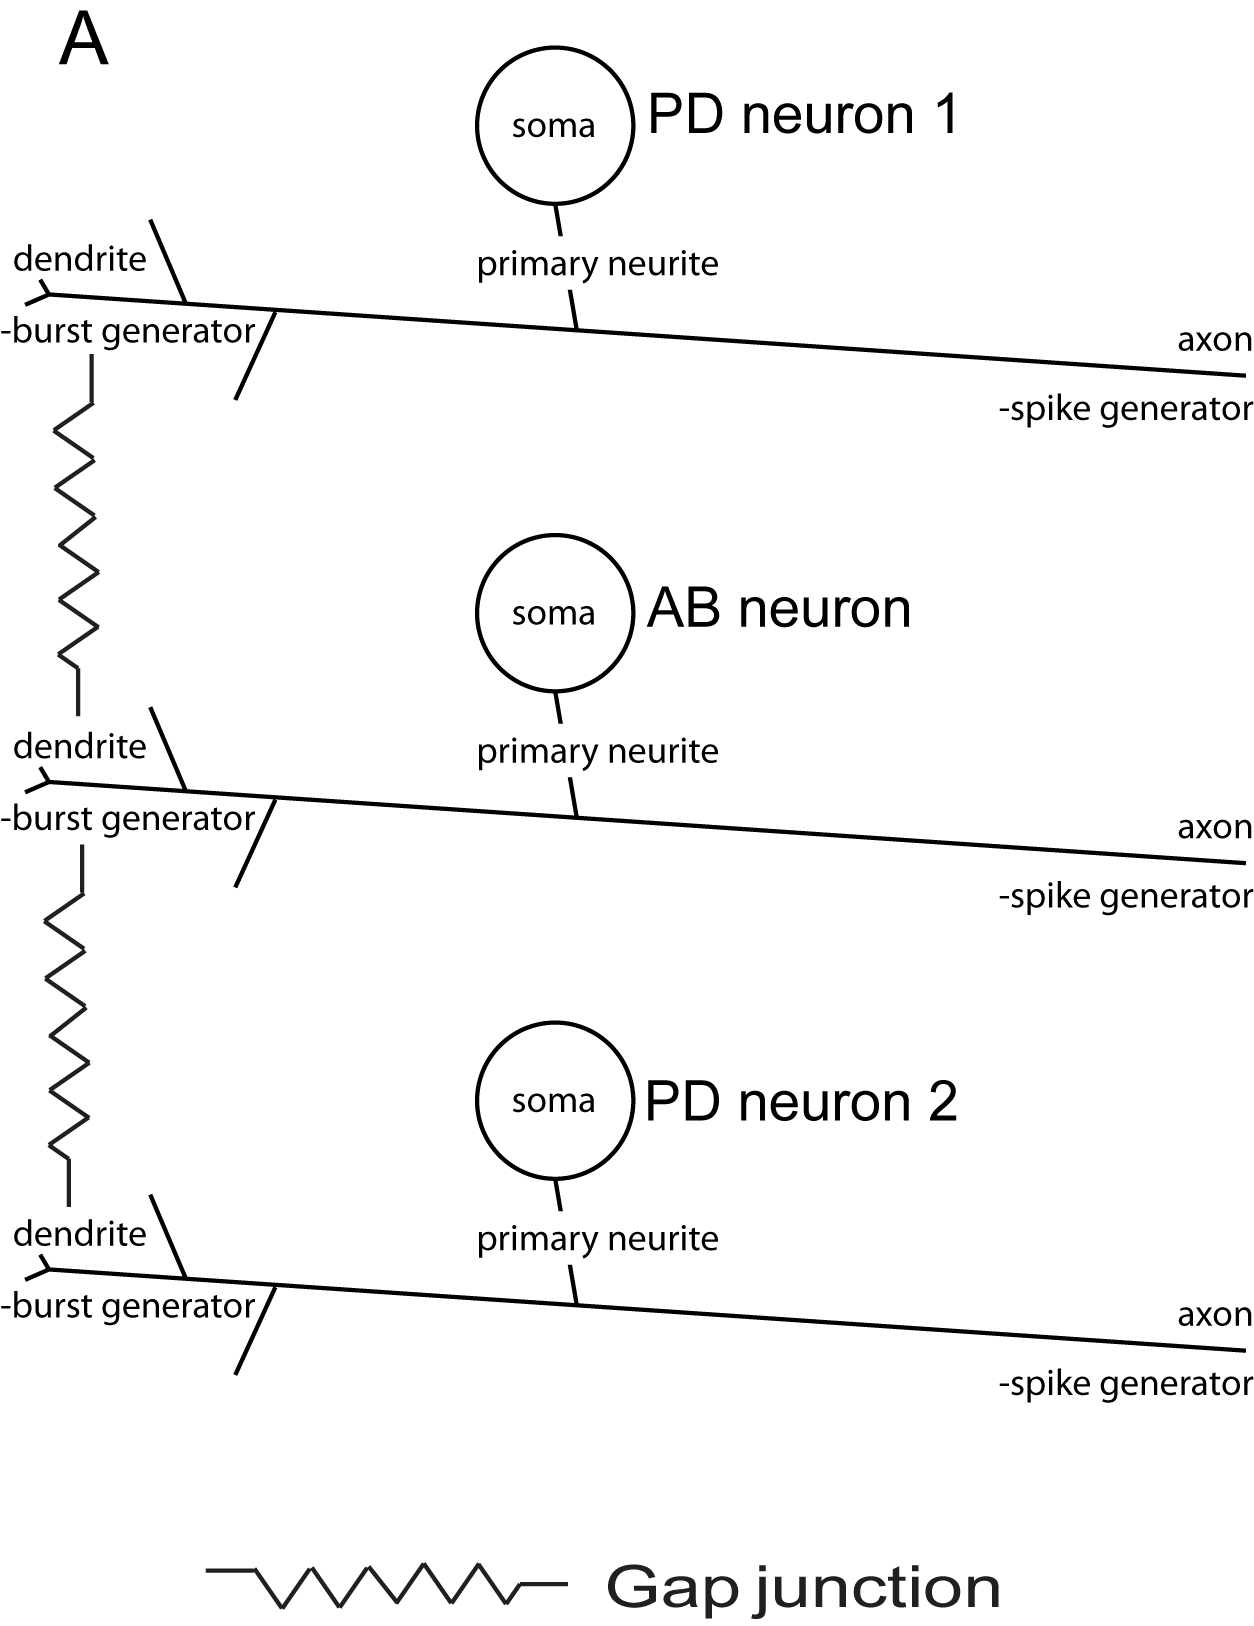 A
soma
PD neuron 1
dendrite
primary neurite
-burst generator
axon
-spike generator
soma
AB neuron
dendrite
primary neurite
-burst generator
axon
-spike generator
soma
PD neuron 2
dendrite
primary neurite
-burst generator
axon
-spike generator
Gap junction